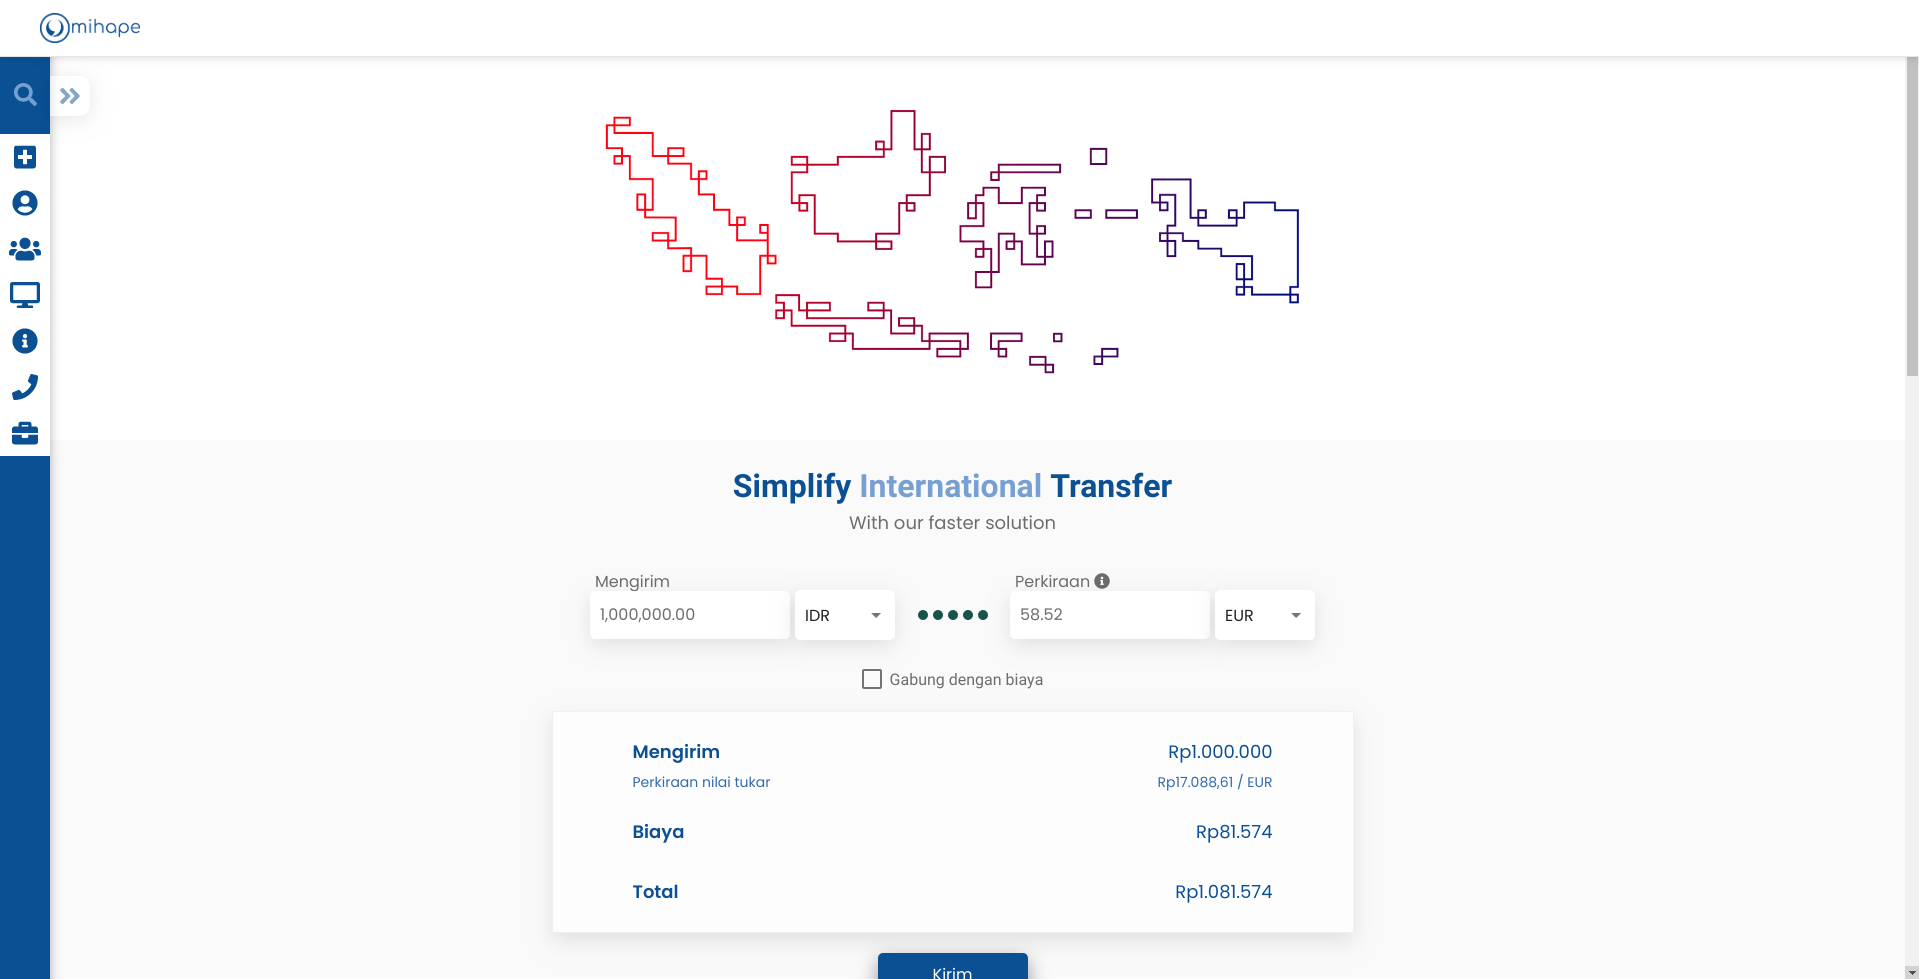 mihape
Simplify International Transfer
With our faster solution
Mengirim
1,000,000.00
IDR
Perkiraan
58.52
EUR
Gabung dengan biaya
Mengirim Rp1.000.000
Perkiraan nilai tukar Rp17.088,61 / EUR
Biaya Rp81.574
Total Rp1.081.574
Kirim